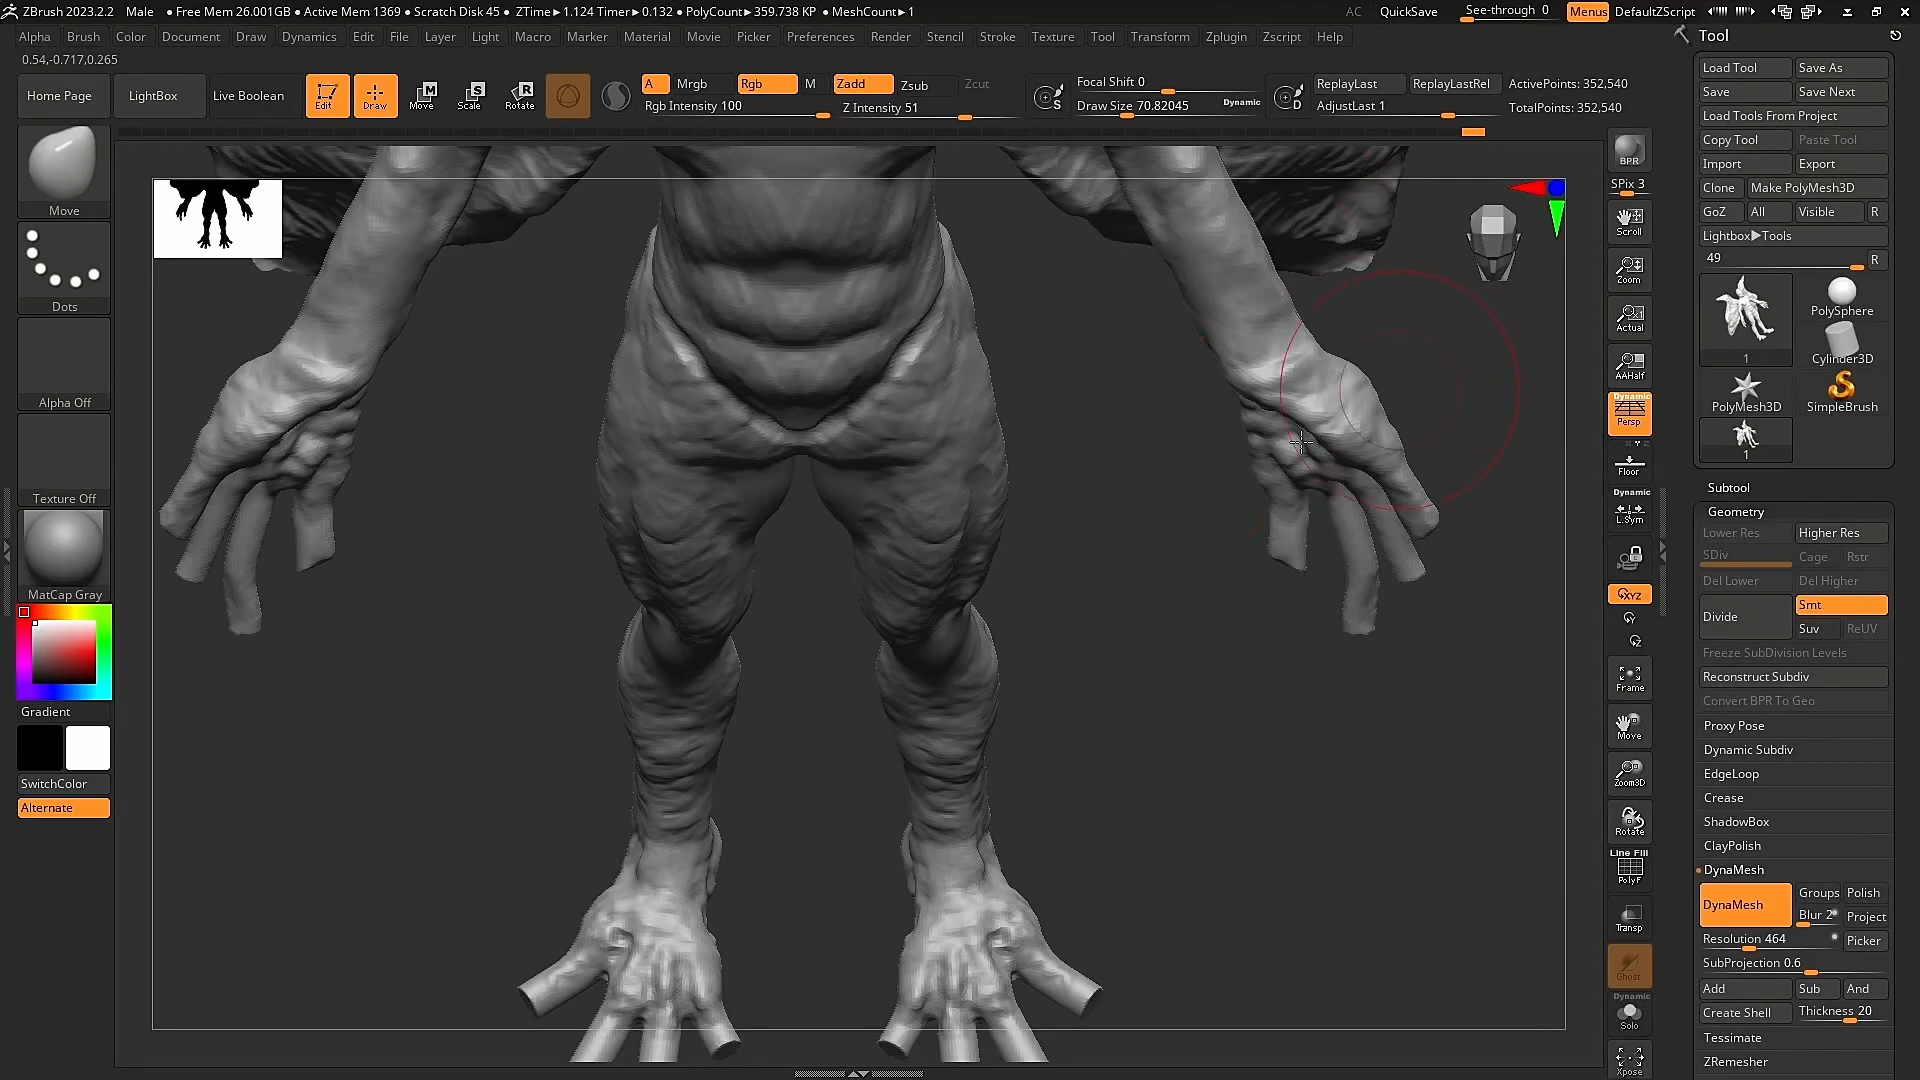 ZBrush 2023.2.2 Male ● Free Mem 26.001GB ● Active Mem 1369 ● Scratch Disk 45 ● ZTime►1.124 Timer►0.132 ● PolyCount►359.738 KP ● MeshCount►1 AC QuickSave See-through 0 Menus DefaultZScript
Alpha Brush Color Document Draw Dynamics Edit File Layer Light Macro Marker Material Movie Picker Preferences Render Stencil Stroke Texture Tool Transform Zplugin Zscript Help
0.54,-0.717,0.265
Home Page LightBox Live Boolean Edit Draw Move Scale Rotate
A Mrgb Rgb M Zadd Zsub Zcut
Rgb Intensity 100 Z Intensity 51
Focal Shift 0
Draw Size 70.82045 Dynamic
ReplayLast ReplayLastRel
AdjustLast 1
ActivePoints: 352,540
TotalPoints: 352,540
Move
Dots
Alpha Off
Texture Off
MatCap Gray
Gradient
SwitchColor
Alternate
BPR
SPix 3
Scroll
Zoom
Actual
AAHalf
Dynamic
Persp
Floor
Dynamic
L.Sym
XYZ
Y
Z
Frame
Move
Zoom3D
Rotate
Line Fill
PolyF
Transp
Ghost
Dynamic
Solo
Xpose
Tool
Load Tool Save As
Save Save Next
Load Tools From Project
Copy Tool Paste Tool
Import Export
Clone Make PolyMesh3D
GoZ All Visible R
Lightbox►Tools
49 R
PolySphere
1 Cylinder3D
PolyMesh3D SimpleBrush
1
Subtool
Geometry
Lower Res Higher Res
SDiv Cage Rstr
Del Lower Del Higher
Divide Smt
Suv ReUV
Freeze SubDivision Levels
Reconstruct Subdiv
Convert BPR To Geo
Proxy Pose
Dynamic Subdiv
EdgeLoop
Crease
ShadowBox
ClayPolish
DynaMesh
DynaMesh Groups Polish
Blur 2 Project
Resolution 464 Picker
SubProjection 0.6
Add Sub And
Create Shell Thickness 20
Tessimate
ZRemesher